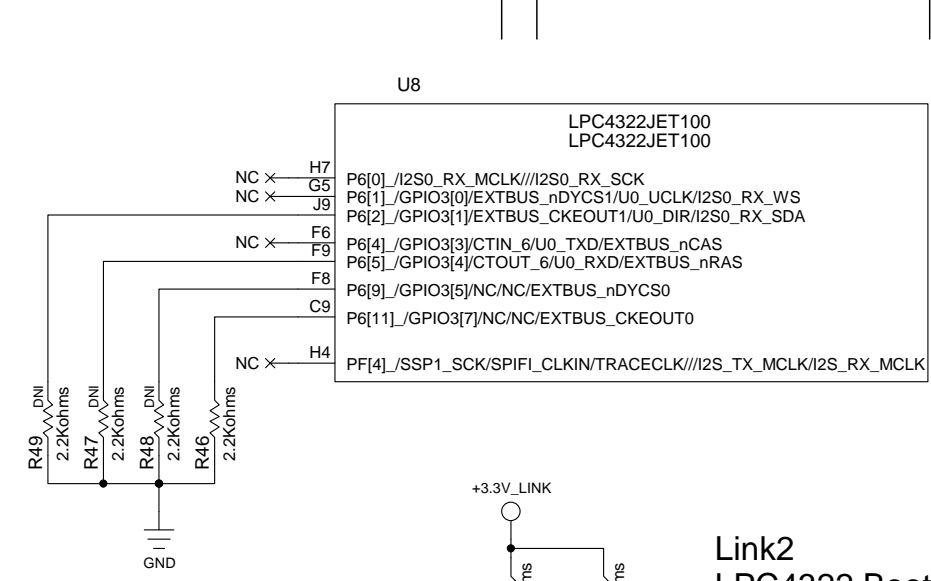 U8
LPC4322JET100
LPC4322JET100
NC H7 P6[0]_/I2S0_RX_MCLK///I2S0_RX_SCK
NC G5 P6[1]_/GPIO3[0]/EXTBUS_nDYCS1/U0_UCLK/I2S0_RX_WS
J9 P6[2]_/GPIO3[1]/EXTBUS_CKEOUT1/U0_DIR/I2S0_RX_SDA
NC F6 P6[4]_/GPIO3[3]/CTIN_6/U0_TXD/EXTBUS_nCAS
F9 P6[5]_/GPIO3[4]/CTOUT_6/U0_RXD/EXTBUS_nRAS
F8 P6[9]_/GPIO3[5]/NC/NC/EXTBUS_nDYCS0
C9 P6[11]_/GPIO3[7]/NC/NC/EXTBUS_CKEOUT0
NC H4 PF[4]_/SSP1_SCK/SPIFI_CLKIN/TRACECLK///I2S_TX_MCLK/I2S_RX_MCLK
R49 DNI 2.2Kohms
R47 DNI 2.2Kohms
R48 DNI 2.2Kohms
R46 2.2Kohms
GND
+3.3V_LINK
Link2